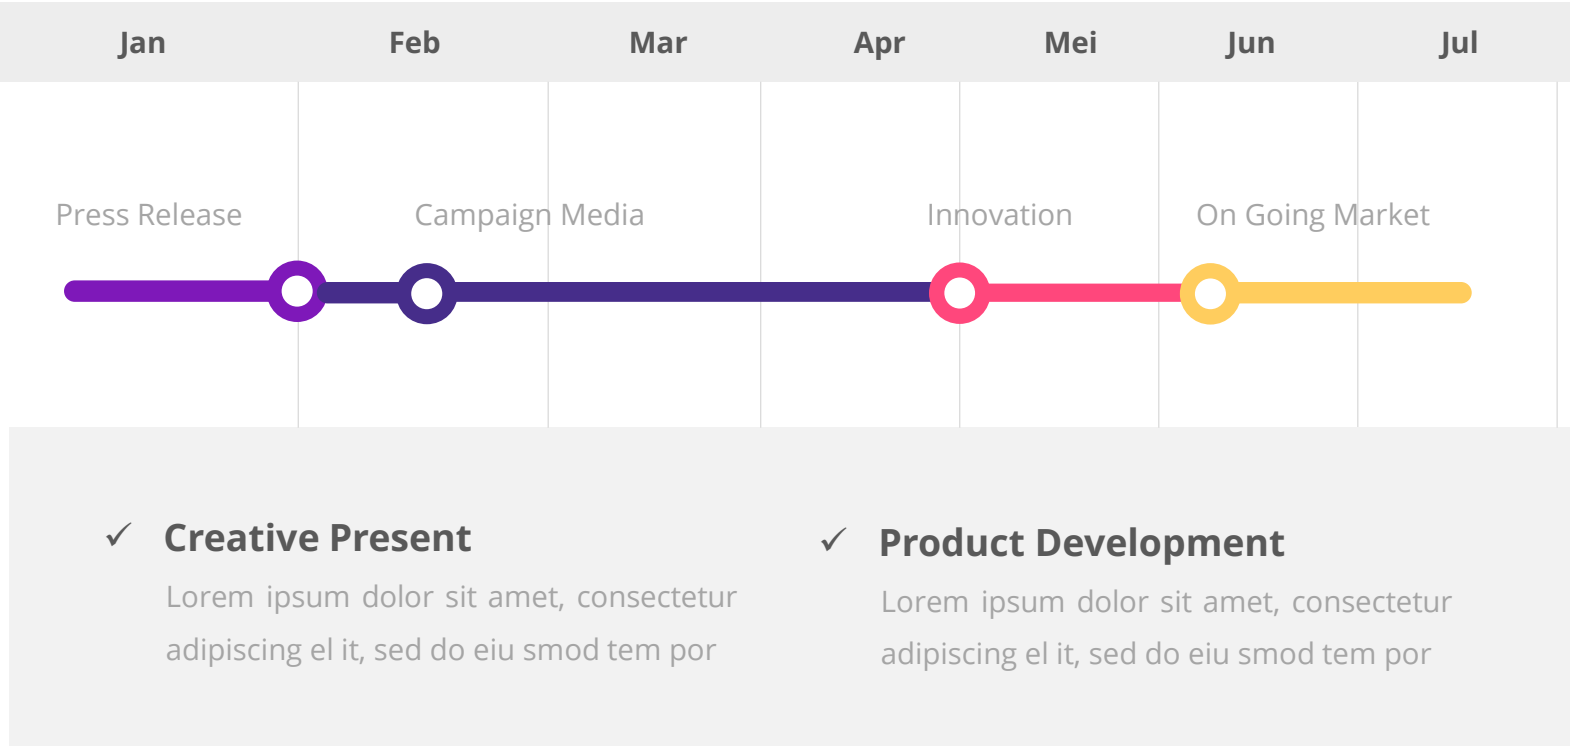 Jan Feb Mar Apr Mei Jun Jul
Press Release Campaign Media Innovation On Going Market
Creative Present
Lorem ipsum dolor sit amet, consectetur
adipiscing el it, sed do eiu smod tem por
Product Development
Lorem ipsum dolor sit amet, consectetur
adipiscing el it, sed do eiu smod tem por